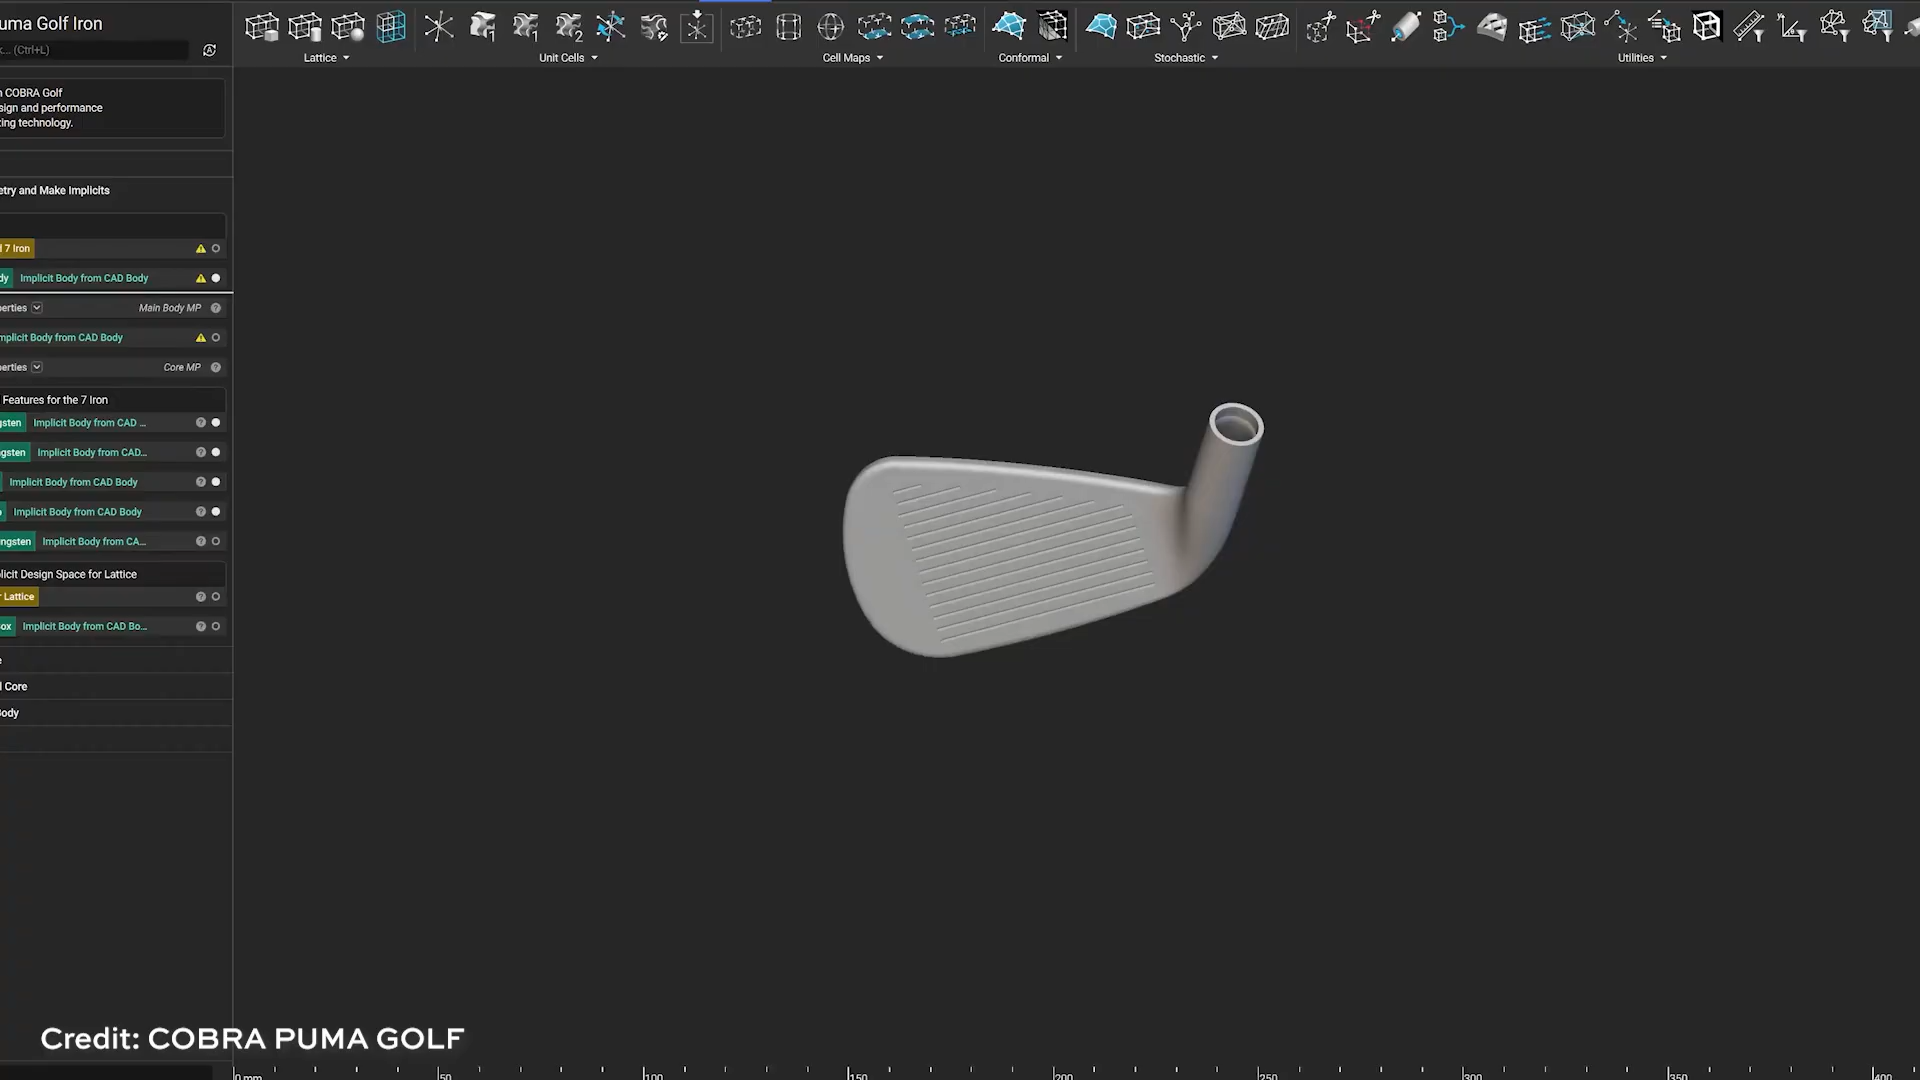 uma Golf Iron
k... (Ctrl+L)
Lattice
Unit Cells
Cell Maps
Conformal
Stochastic
Utilities
n COBRA Golf
sign and performance
ting technology.
etry and Make Implicits
l 7 Iron
dy Implicit Body from CAD Body
perties Main Body MP
mplicit Body from CAD Body
perties Core MP
Features for the 7 Iron
gsten Implicit Body from CAD ...
ngsten Implicit Body from CAD...
Implicit Body from CAD Body
p Implicit Body from CAD Body
ngsten Implicit Body from CA...
licit Design Space for Lattice
r Lattice
ox Implicit Body from CAD Bo...
e
d Core
Body
Credit: COBRA PUMA GOLF
0 mm 50 100 150 200 250 300 350 400